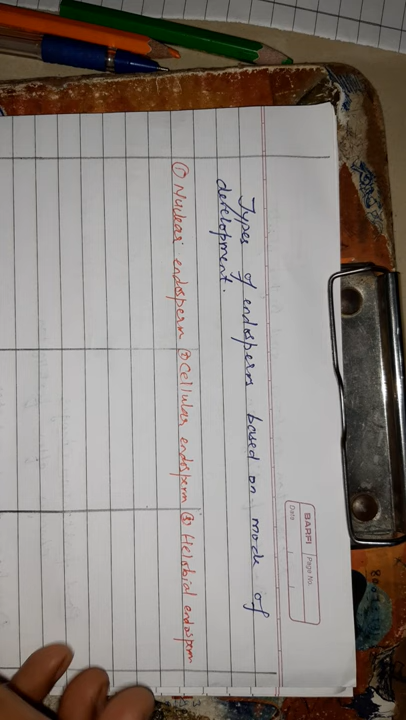 BARFI Page No.
Date
Types of endosperm based on mode of
development.
① Nuclear endosperm ② Cellular endosperm ③ Helobial endosperm